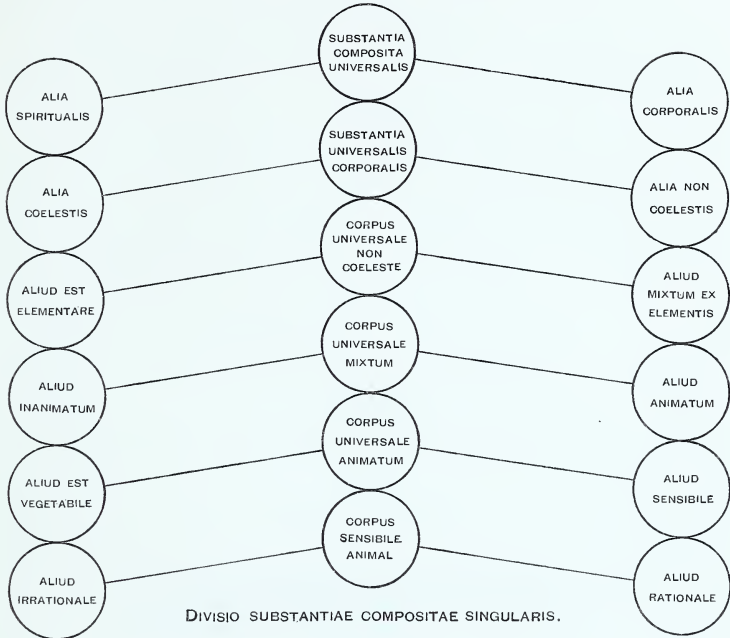 SUBSTANTIA
COMPOSITA
UNIVERSALIS
ALIA
SPIRITUALIS
ALIA
CORPORALIS
SUBSTANTIA
UNIVERSALIS
CORPORALIS
ALIA
COELESTIS
ALIA NON
COELESTIS
CORPUS
UNIVERSALE
NON
COELESTE
ALIUD EST
ELEMENTARE
ALIUD
MIXTUM EX
ELEMENTIS
CORPUS
UNIVERSALE
MIXTUM
ALIUD
INANIMATUM
ALIUD
ANIMATUM
CORPUS
UNIVERSALE
ANIMATUM
ALIUD EST
VEGETABILE
ALIUD
SENSIBILE
CORPUS
SENSIBILE
ANIMAL
ALIUD
IRRATIONALE
ALIUD
RATIONALE
DIVISIO SUBSTANTIAE COMPOSITAE SINGULARIS.